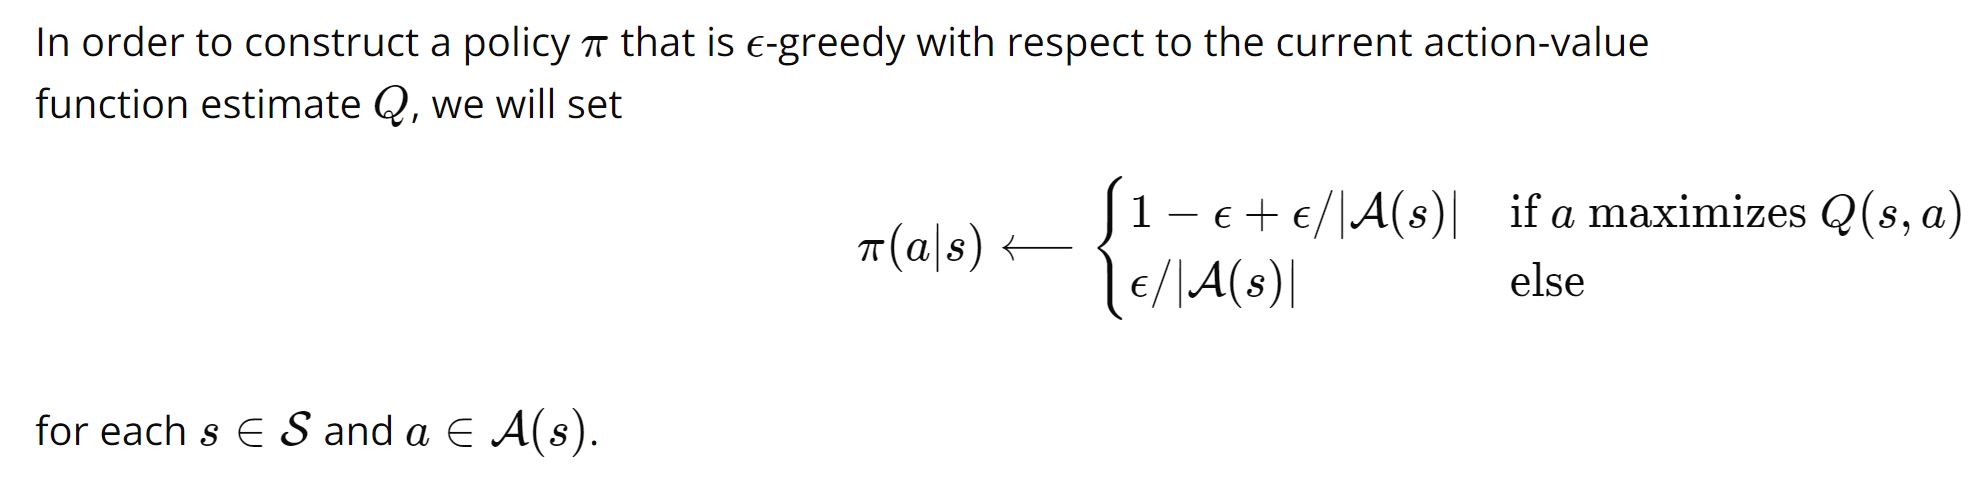 In order to construct a policy π that is ϵ-greedy with respect to the current action-value
function estimate Q, we will set
π(a|s) ⟵ { 1 − ϵ + ϵ/|𝒜(s)| if a maximizes Q(s, a)
ϵ/|𝒜(s)| else
for each s ∈ 𝒮 and a ∈ 𝒜(s).